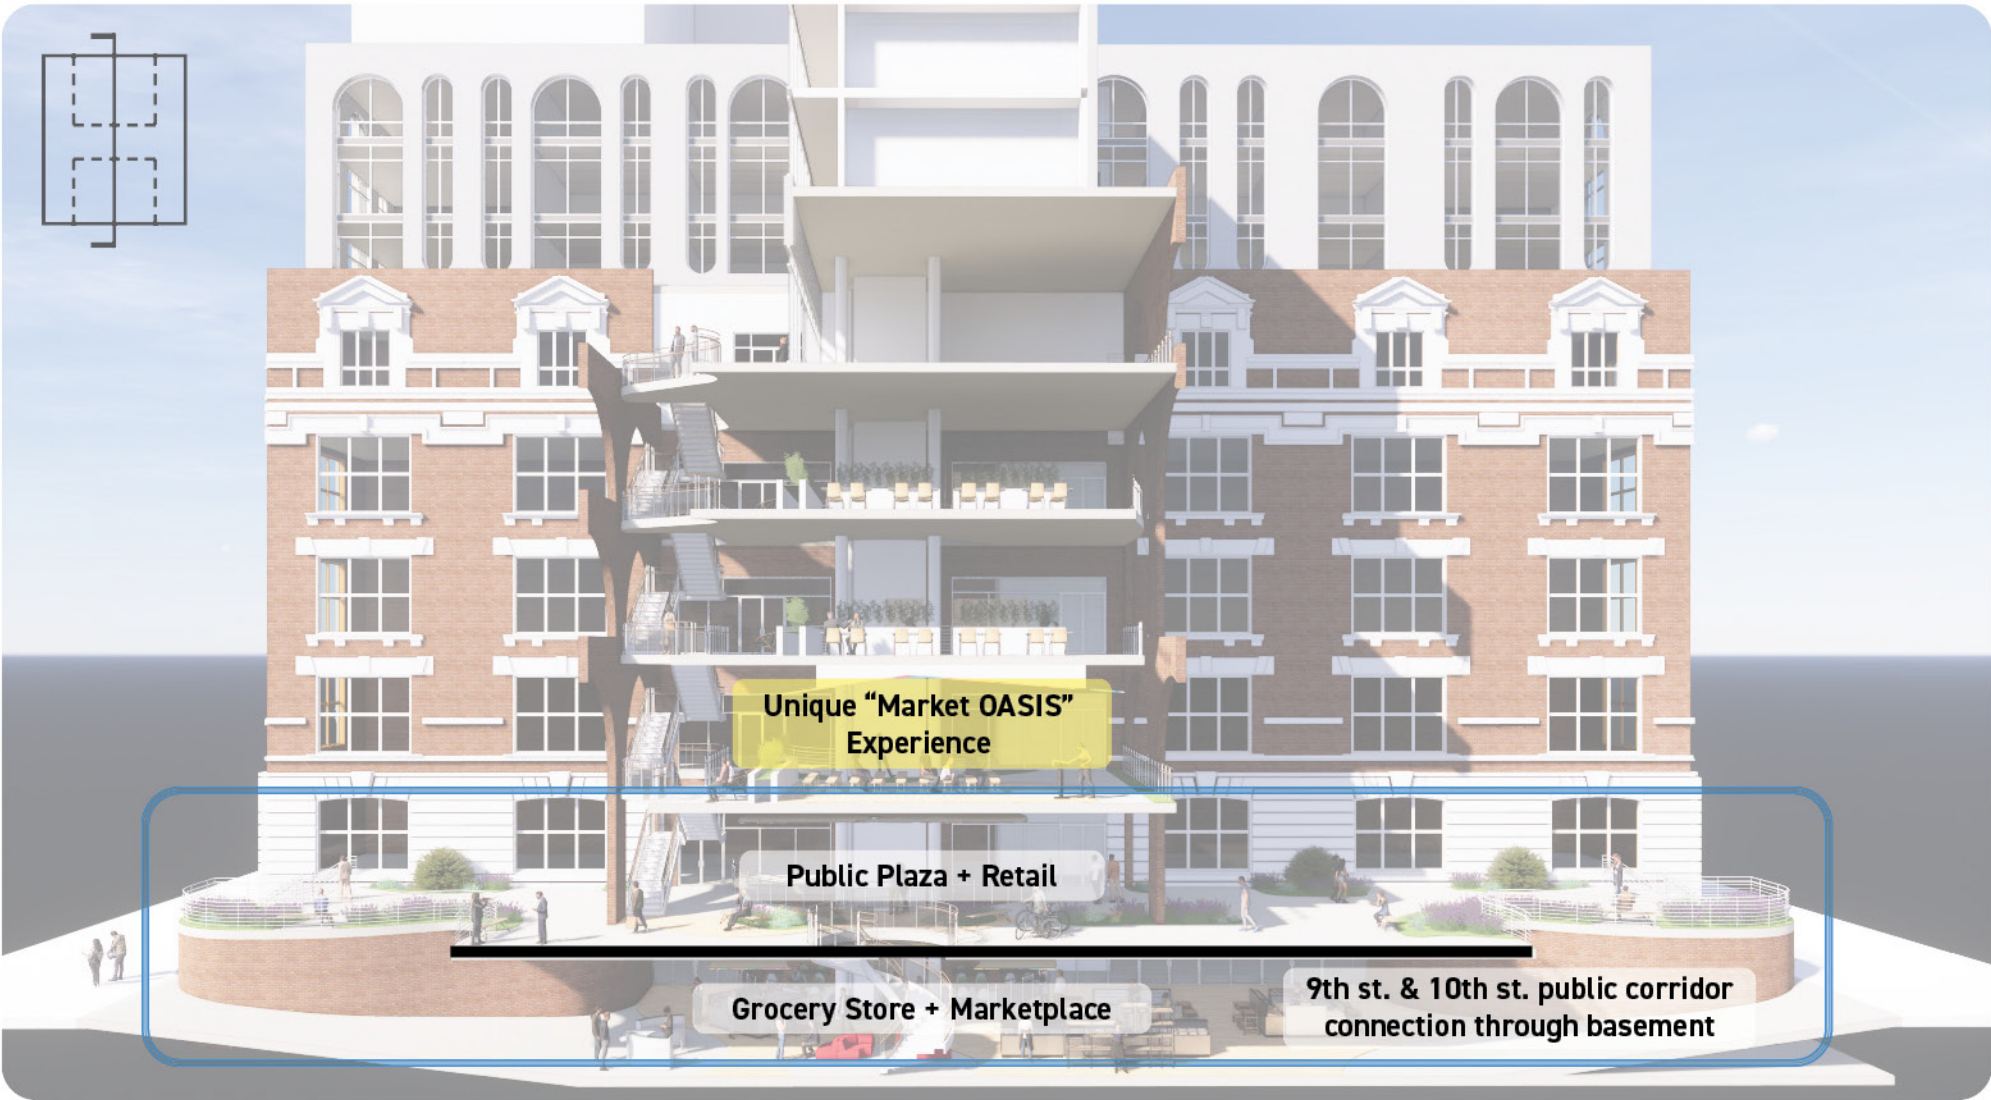 Unique “Market OASIS”
Experience
Public Plaza + Retail
Grocery Store + Marketplace
9th st. & 10th st. public corridor
connection through basement